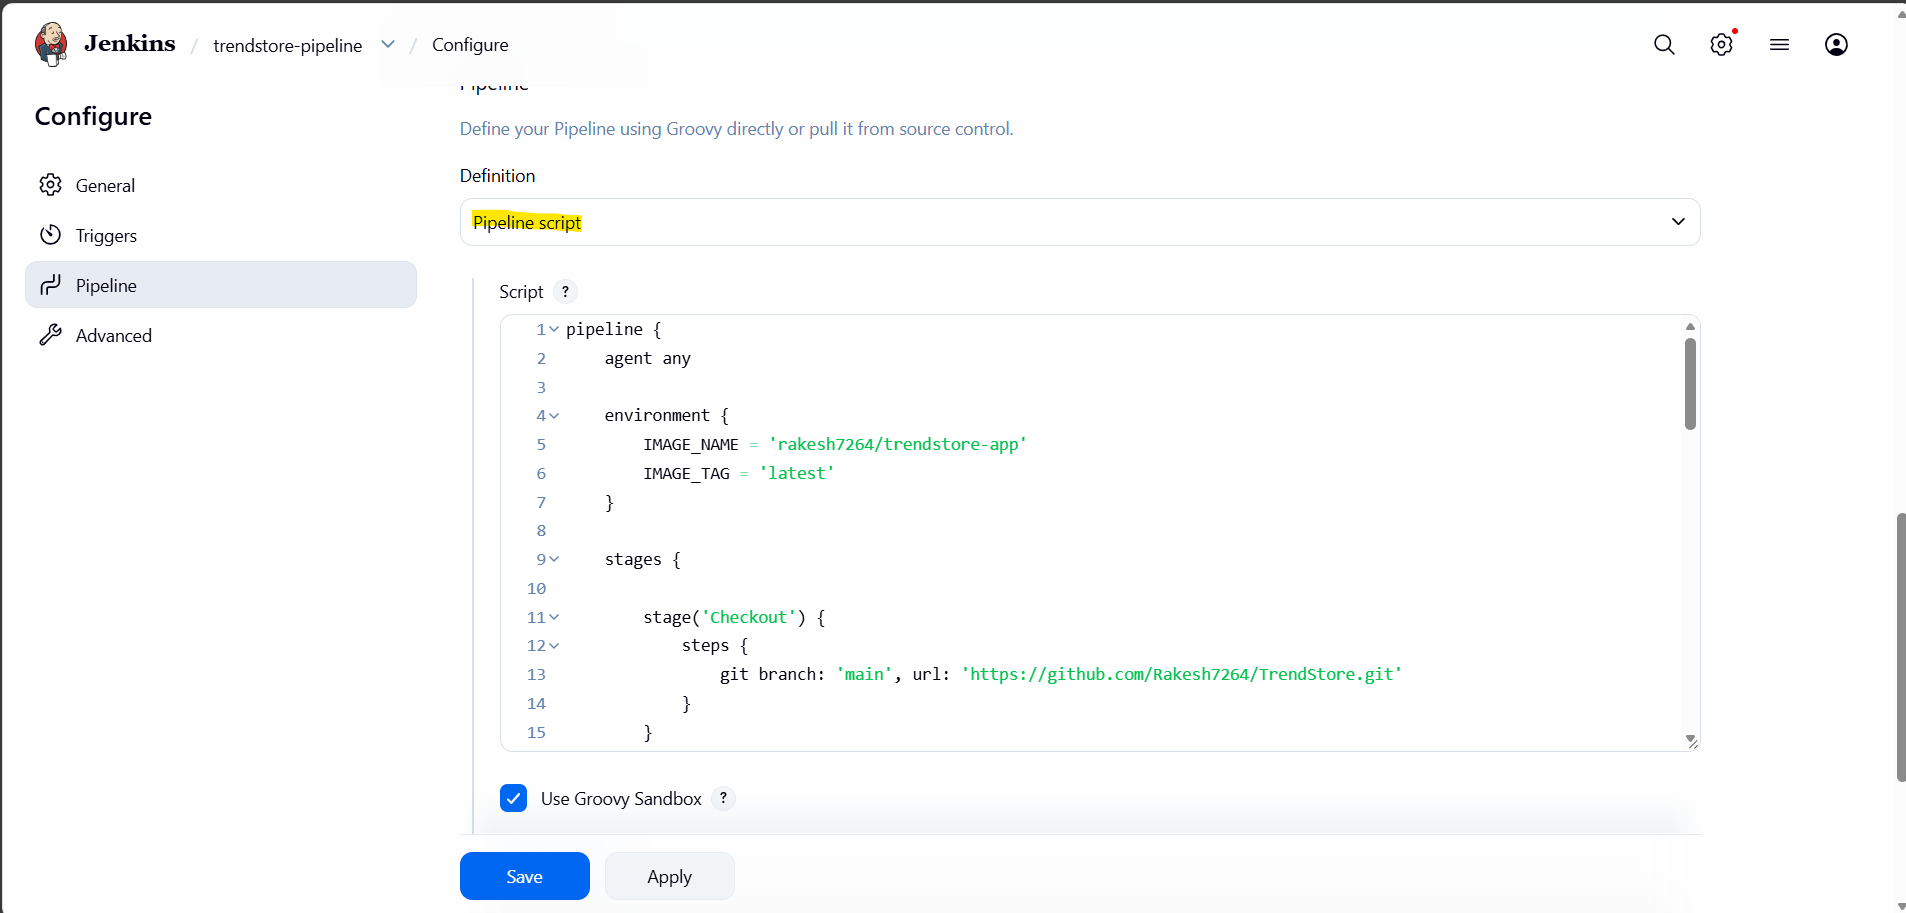 Jenkins / trendstore-pipeline / Configure
Configure
General
Triggers
Pipeline
Advanced
Pipeline
Define your Pipeline using Groovy directly or pull it from source control.
Definition
Pipeline script
Script ?
1 pipeline {
2     agent any
3
4     environment {
5         IMAGE_NAME = 'rakesh7264/trendstore-app'
6         IMAGE_TAG = 'latest'
7     }
8
9     stages {
10
11         stage('Checkout') {
12             steps {
13                 git branch: 'main', url: 'https://github.com/Rakesh7264/TrendStore.git'
14             }
15         }
Use Groovy Sandbox ?
Save
Apply